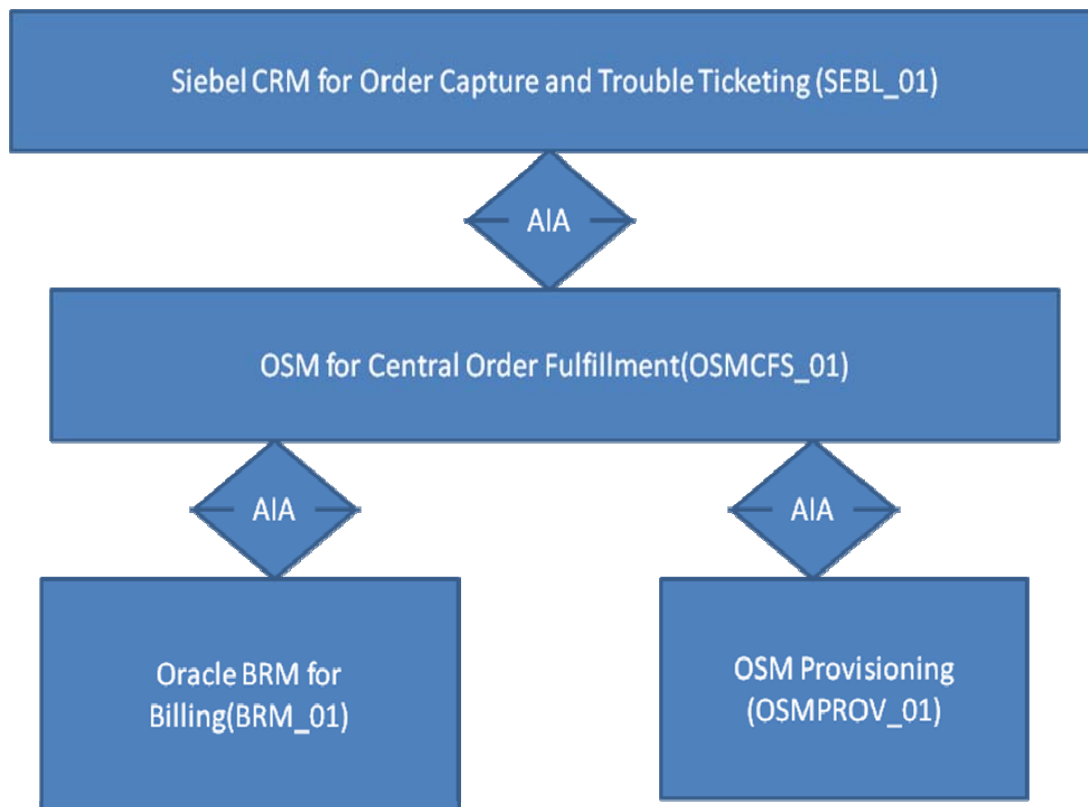 Siebel CRM for Order Capture and Trouble Ticketing (SEBL_01)
AIA
OSM for Central Order Fulfillment(OSMCFS_01)
AIA
AIA
Oracle BRM for
Billing(BRM_01)
OSM Provisioning
(OSMPROV_01)